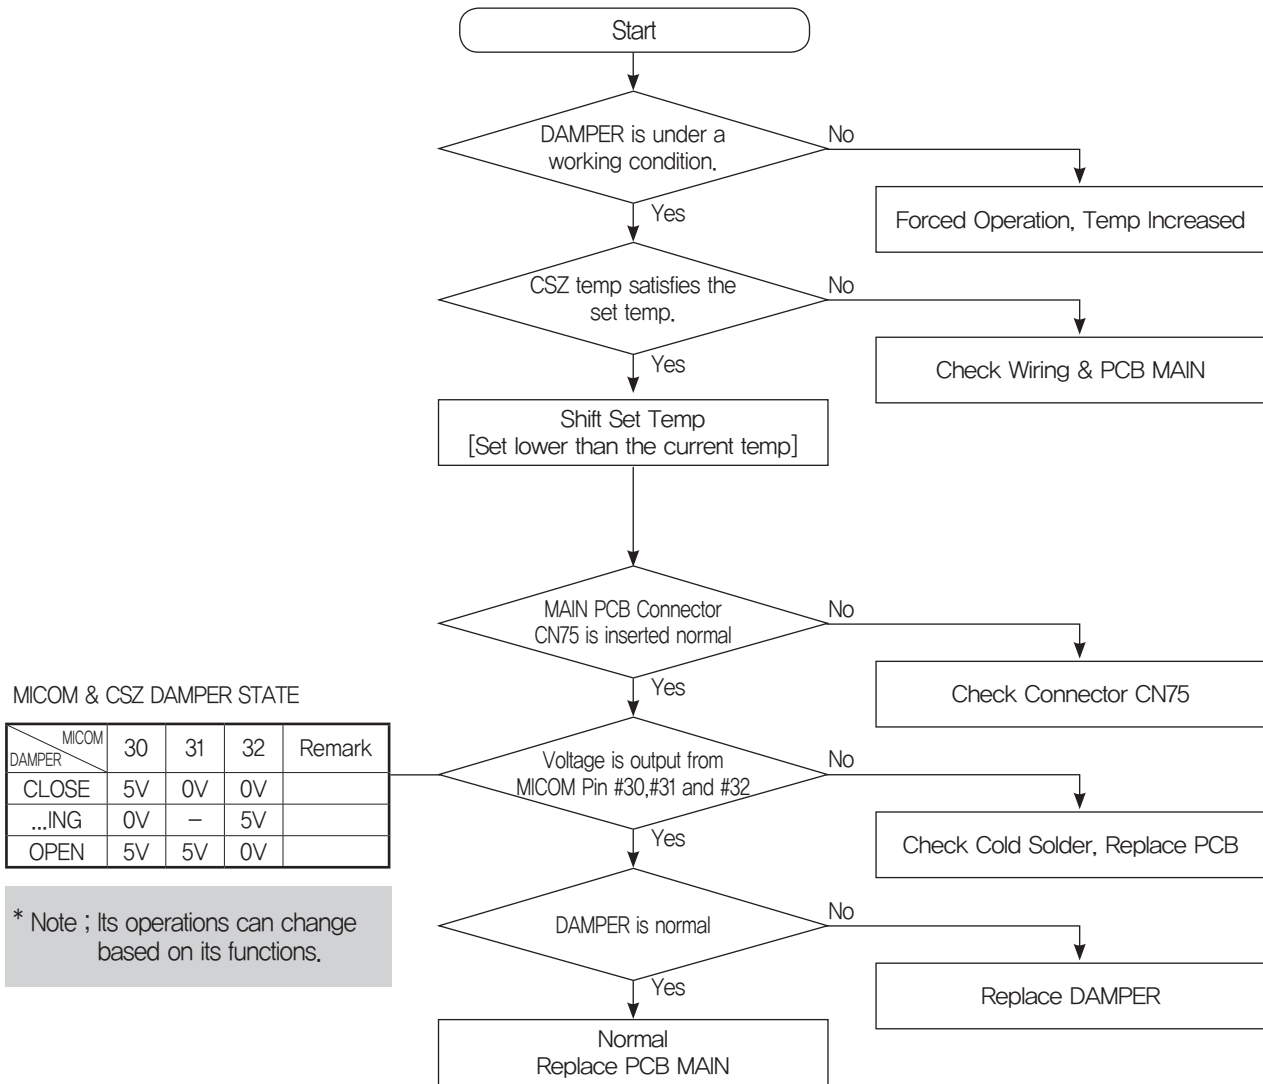 Start
DAMPER is under a
working condition.
No
Forced Operation, Temp Increased
Yes
CSZ temp satisfies the
set temp.
No
Check Wiring & PCB MAIN
Yes
Shift Set Temp
[Set lower than the current temp]
MAIN PCB Connector
CN75 is inserted normal
No
Check Connector CN75
Yes
MICOM & CSZ DAMPER STATE
MICOM
DAMPER 30 31 32 Remark
CLOSE 5V 0V 0V
...ING 0V – 5V
OPEN 5V 5V 0V
Voltage is output from
MICOM Pin #30,#31 and #32
No
Check Cold Solder, Replace PCB
Yes
* Note ; Its operations can change
based on its functions.
DAMPER is normal
No
Replace DAMPER
Yes
Normal
Replace PCB MAIN